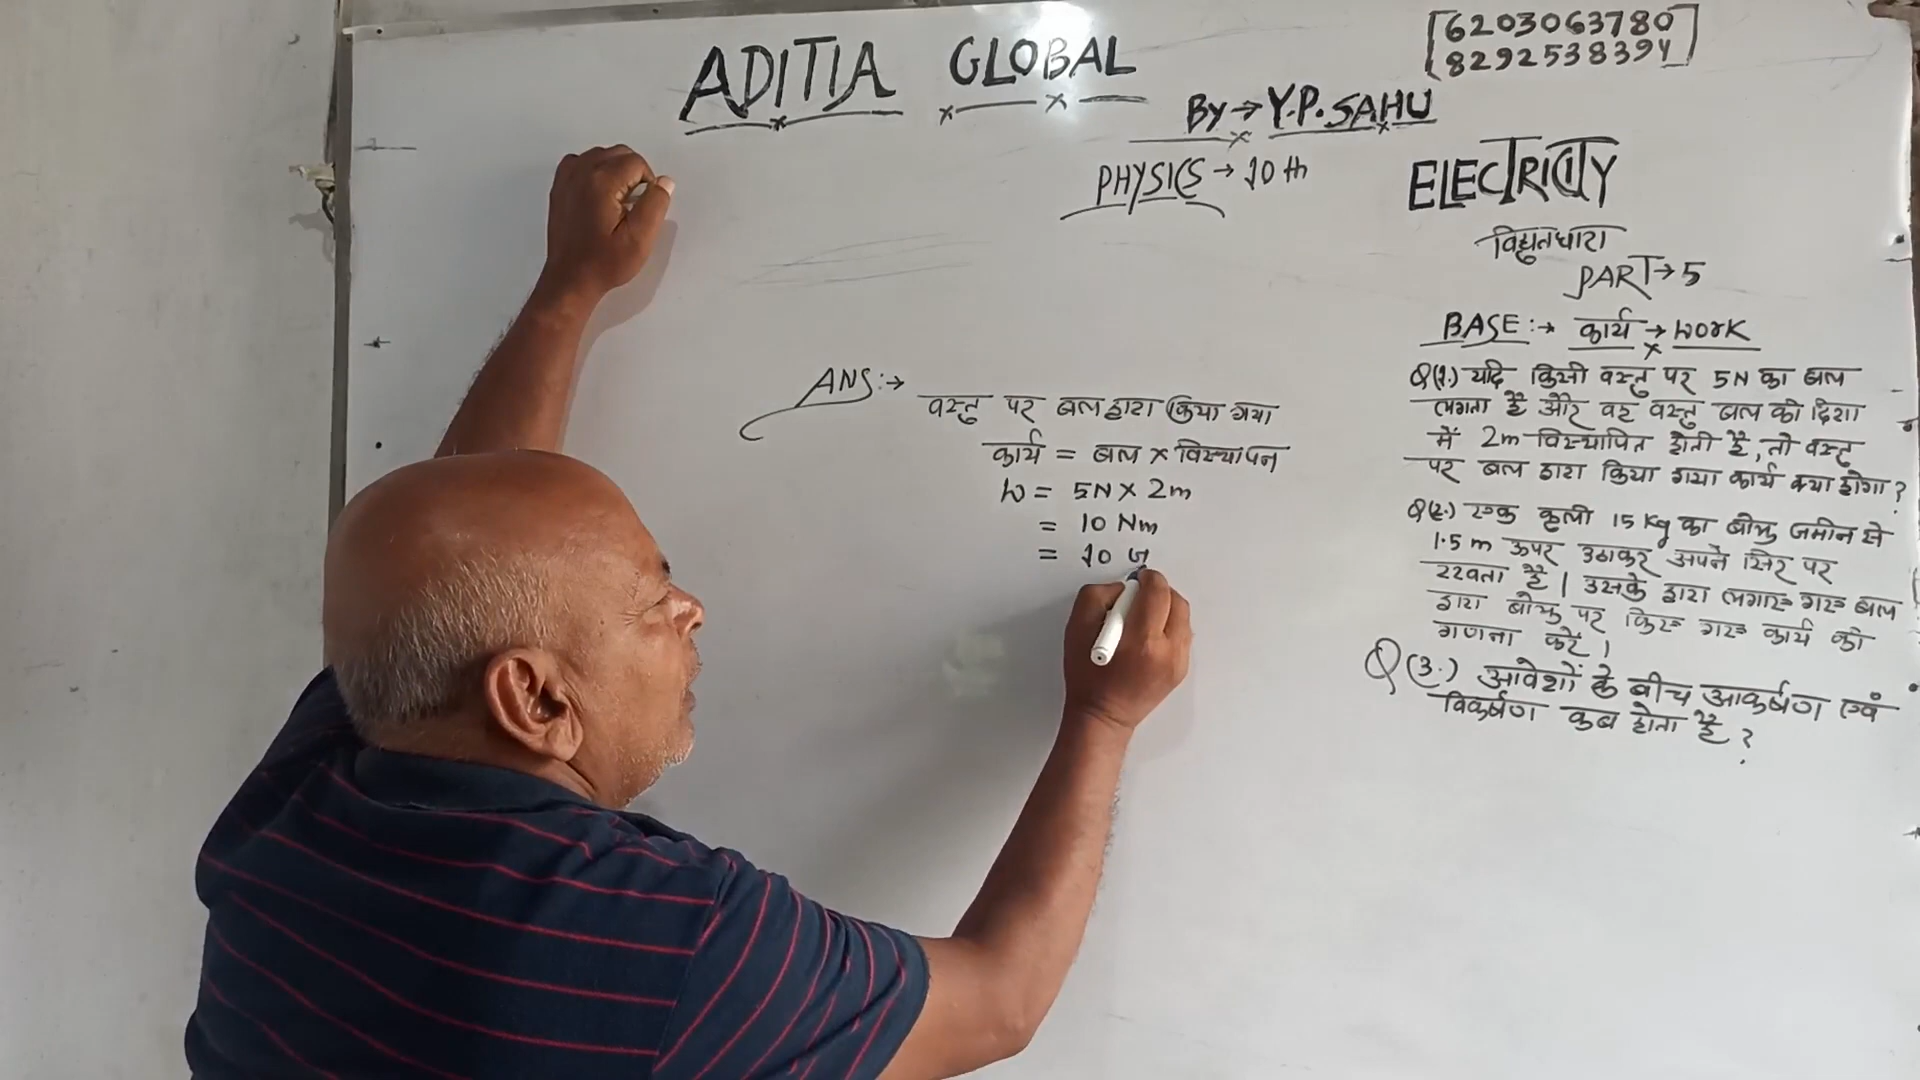 ADITIA GLOBAL
[6203063780
8292538394]
By → Y.P. SAHU
PHYSICS → 10th
ELECTRICITY
विद्युतधारा
PART → 5
BASE :→ कार्य → WORK
Q(1.) यदि किसी वस्तु पर 5N का बल
लगता है और वह वस्तु बल की दिशा
में 2m विस्थापित होती है, तो वस्तु
पर बल द्वारा किया गया कार्य क्या होगा?
Q(2.) एक कुली 15 Kg का बोझ जमीन से
1.5 m ऊपर उठाकर अपने सिर पर
रखता है। उसके द्वारा लगाए गए बल
द्वारा बोझ पर किए गए कार्य की
गणना करें।
Q(3.) आवेशों के बीच आकर्षण एवं
विकर्षण कब होता है?
ANS :→
वस्तु पर बल द्वारा किया गया
कार्य = बल × विस्थापन
W = 5N × 2m
= 10 Nm
= 10 ज